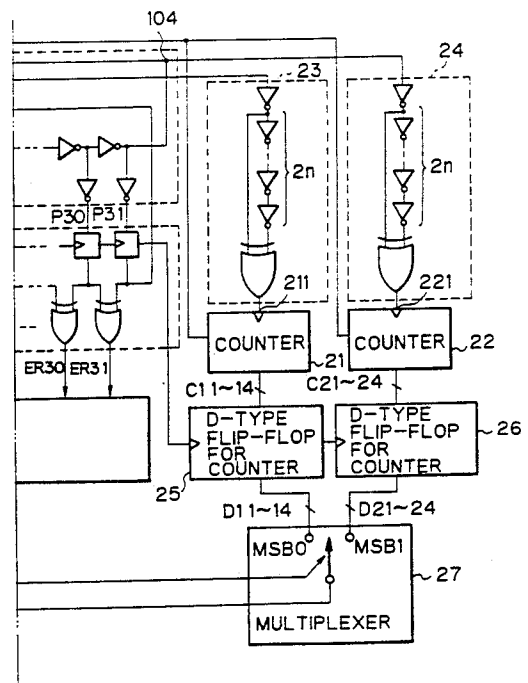 104
23
24
2n
2n
P30 P31
211
221
COUNTER
COUNTER
21
22
ER30 ER31
C11~14
C21~24
D-TYPE
FLIP-FLOP
FOR
COUNTER
D-TYPE
FLIP-FLOP
FOR
COUNTER
26
25
D11~14
D21~24
MSB0
MSB1
27
MULTIPLEXER